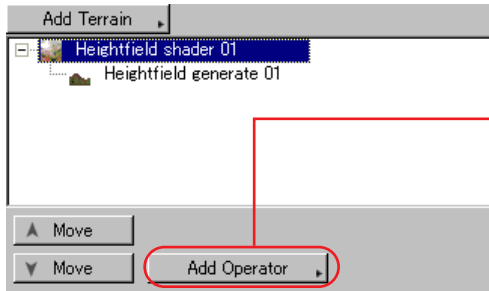 Add Terrain
Heightfield shader 01
Heightfield generate 01
Move
Move
Add Operator